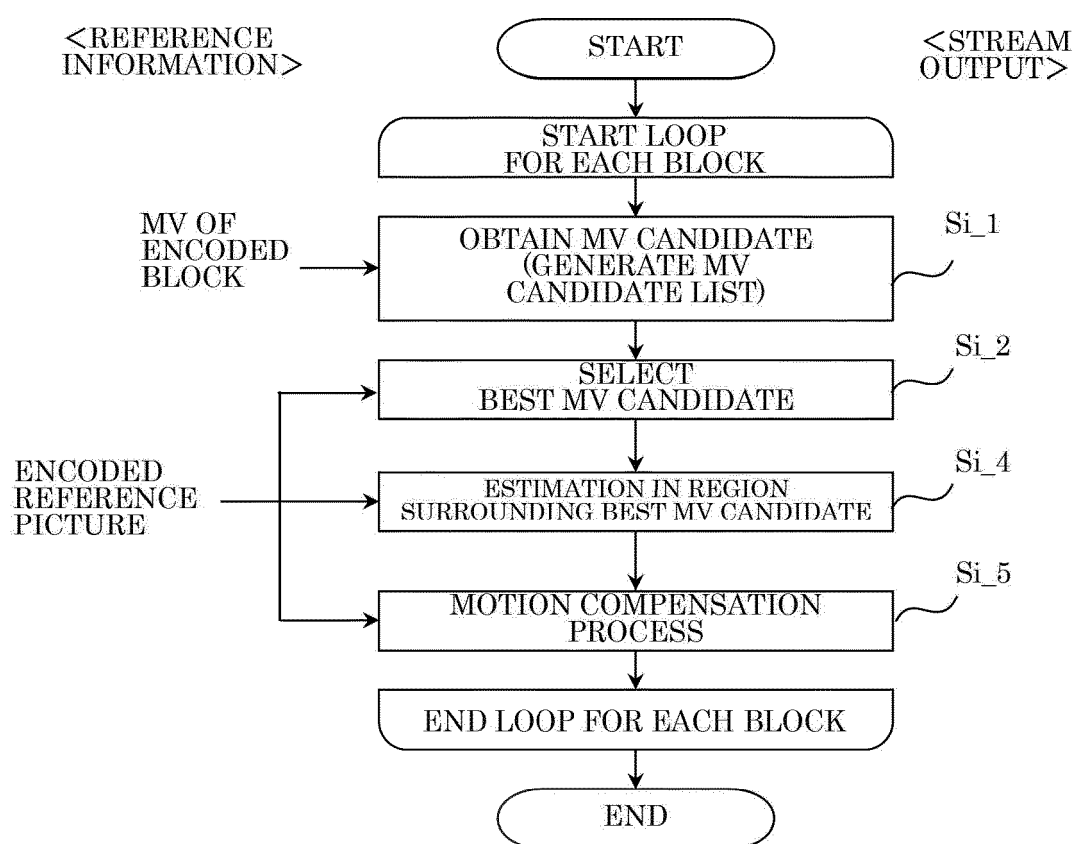 <REFERENCE
INFORMATION>
START
<STREAM
OUTPUT>
START LOOP
FOR EACH BLOCK
MV OF
ENCODED
BLOCK
OBTAIN MV CANDIDATE
(GENERATE MV
CANDIDATE LIST)
Si_1
SELECT
BEST MV CANDIDATE
Si_2
ENCODED
REFERENCE
PICTURE
ESTIMATION IN REGION
SURROUNDING BEST MV CANDIDATE
Si_4
MOTION COMPENSATION
PROCESS
Si_5
END LOOP FOR EACH BLOCK
END